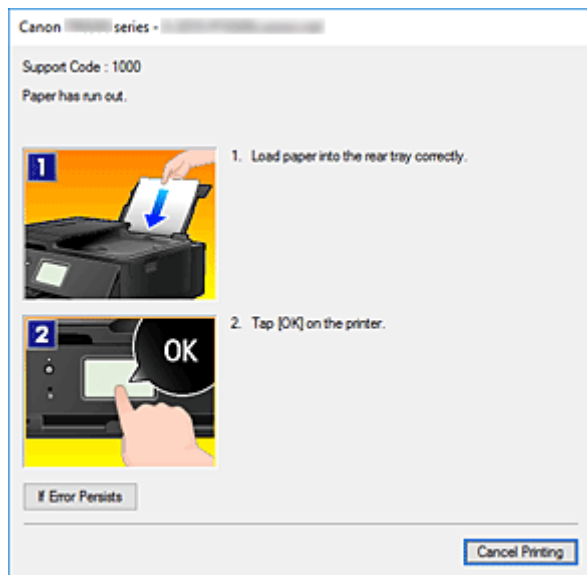 Canon series -
Support Code : 1000
Paper has run out.
1
1. Load paper into the rear tray correctly.
2
OK
2. Tap [OK] on the printer.
If Error Persists
Cancel Printing